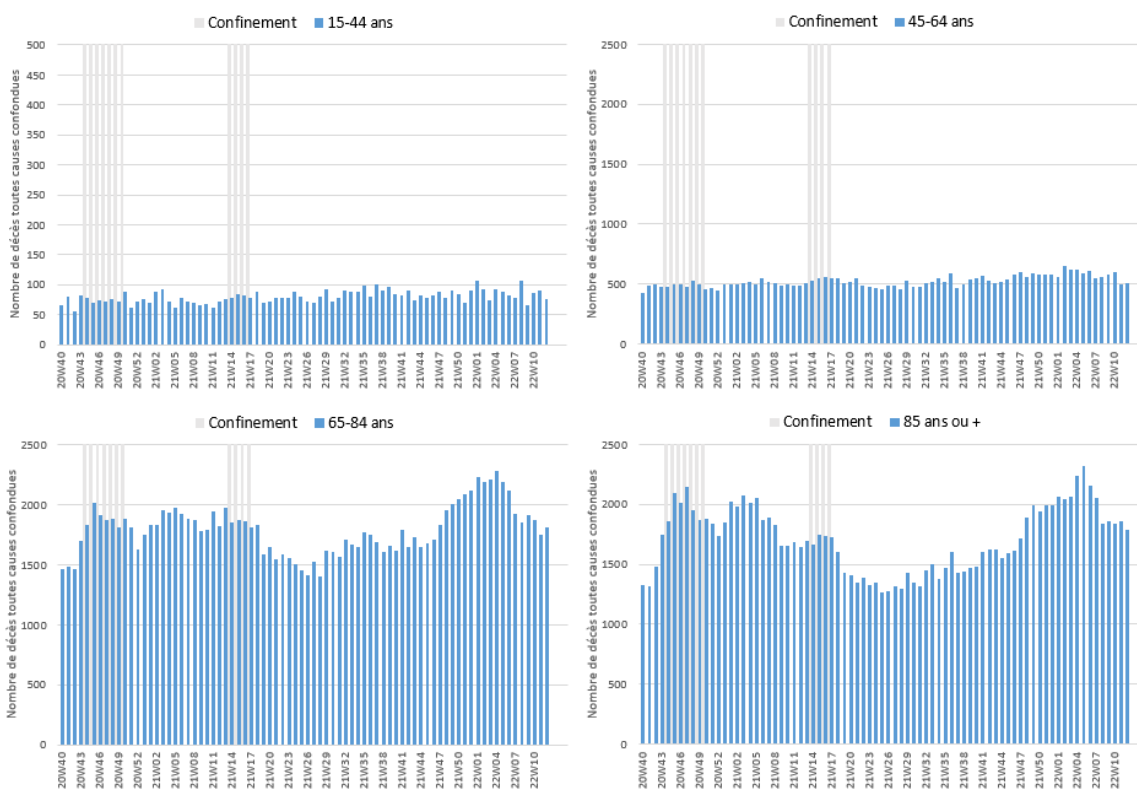 Confinement 15-44 ans
Nombre de décès toutes causes confondues
500
450
400
350
300
250
200
150
100
50
0
20W40
20W43
20W46
20W49
20W52
21W02
21W05
21W08
21W11
21W14
21W17
21W20
21W23
21W26
21W29
21W32
21W35
21W38
21W41
21W44
21W47
21W50
22W01
22W04
22W07
22W10
Confinement 45-64 ans
Nombre de décès toutes causes confondues
2500
2000
1500
1000
500
0
20W40
20W43
20W46
20W49
20W52
21W02
21W05
21W08
21W11
21W14
21W17
21W20
21W23
21W26
21W29
21W32
21W35
21W38
21W41
21W44
21W47
21W50
22W01
22W04
22W07
22W10
Confinement 65-84 ans
Nombre de décès toutes causes confondues
2500
2000
1500
1000
500
0
20W40
20W43
20W46
20W49
20W52
21W02
21W05
21W08
21W11
21W14
21W17
21W20
21W23
21W26
21W29
21W32
21W35
21W38
21W41
21W44
21W47
21W50
22W01
22W04
22W07
22W10
Confinement 85 ans ou +
Nombre de décès toutes causes confondues
2500
2000
1500
1000
500
0
20W40
20W43
20W46
20W49
20W52
21W02
21W05
21W08
21W11
21W14
21W17
21W20
21W23
21W26
21W29
21W32
21W35
21W38
21W41
21W44
21W47
21W50
22W01
22W04
22W07
22W10